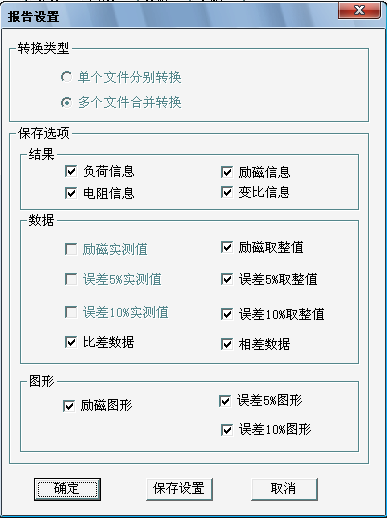 报告设置
转换类型
单个文件分别转换
多个文件合并转换
保存选项
结果
负荷信息 励磁信息
电阻信息 变比信息
数据
励磁实测值 励磁取整值
误差5%实测值 误差5%取整值
误差10%实测值 误差10%取整值
比差数据 相差数据
图形
励磁图形 误差5%图形
误差10%图形
确定 保存设置 取消